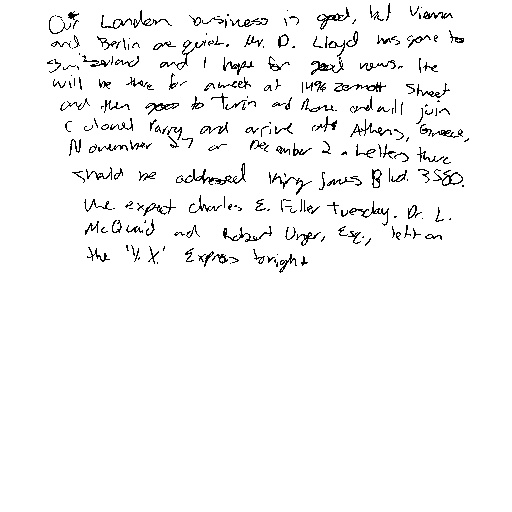 Our London business is good, but Vienna
and Berlin are quiet. Mr. D. Lloyd has gone to
Switzerland and I hope for good news. He
will be there for a week at 1496 Zermott Street
and then goes to Turin and Rome and will join
Colonel Parry and arrive at Athens, Greece,
November 27 or December 2. Letters there
should be addressed King James Blvd. 3580.
We expect Charles E. Fuller Tuesday. Dr. L.
McQuaid and Robert Unger, Esq., left on
the 'Y.X.' Express tonight